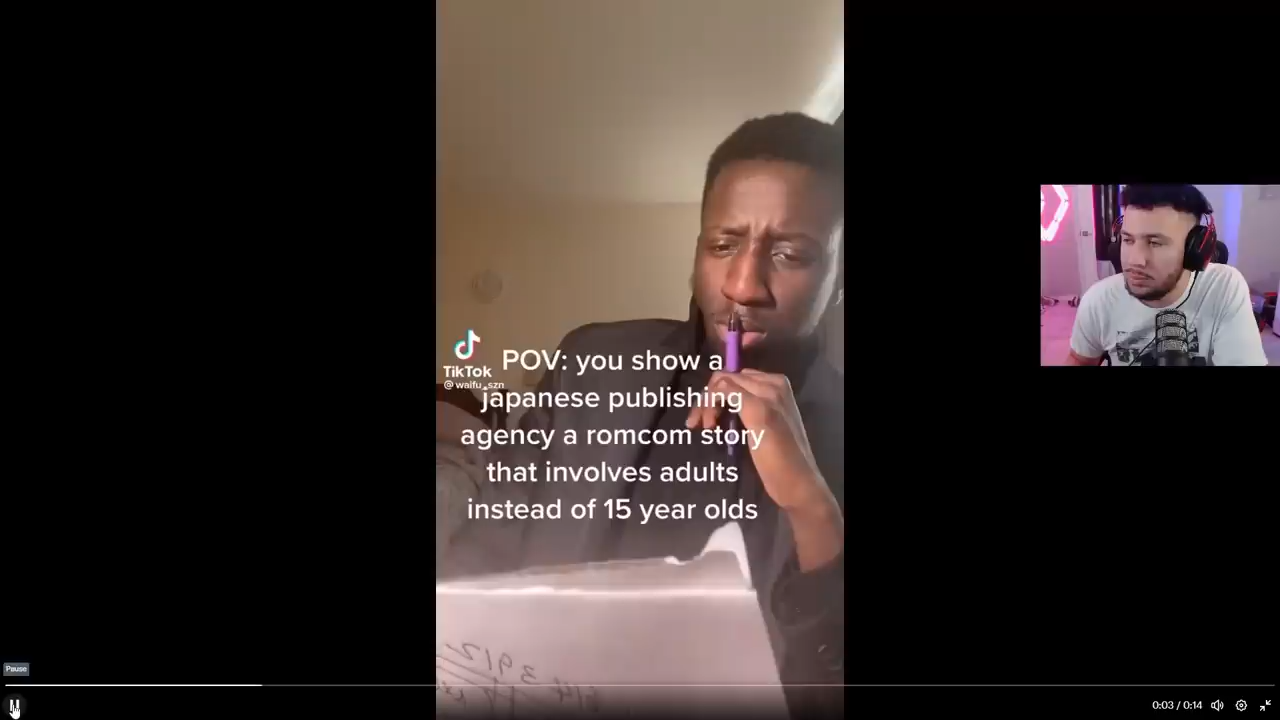 POV: you show a
japanese publishing
agency a romcom story
that involves adults
instead of 15 year olds
TikTok
@waifu_szn
Pause
0:03 / 0:14